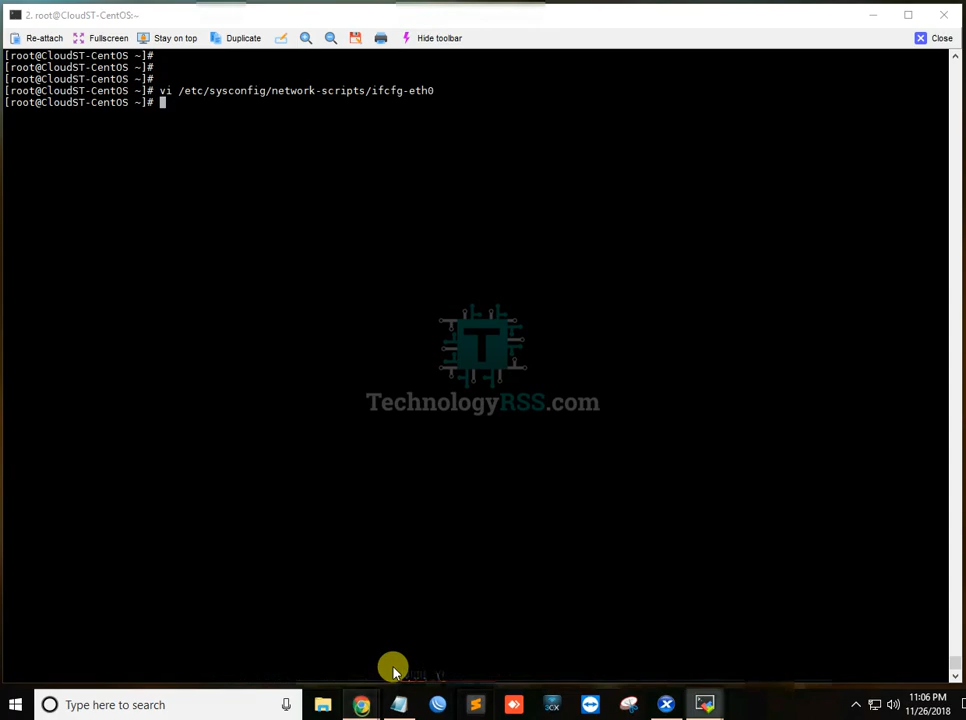 2. root@CloudST-CentOS:~
Re-attach Fullscreen Stay on top Duplicate Hide toolbar Close
[root@CloudST-CentOS ~]#
[root@CloudST-CentOS ~]#
[root@CloudST-CentOS ~]#
[root@CloudST-CentOS ~]# vi /etc/sysconfig/network-scripts/ifcfg-eth0
[root@CloudST-CentOS ~]#
T
TechnologyRSS.com
Type here to search
3CX
11:06 PM
11/26/2018